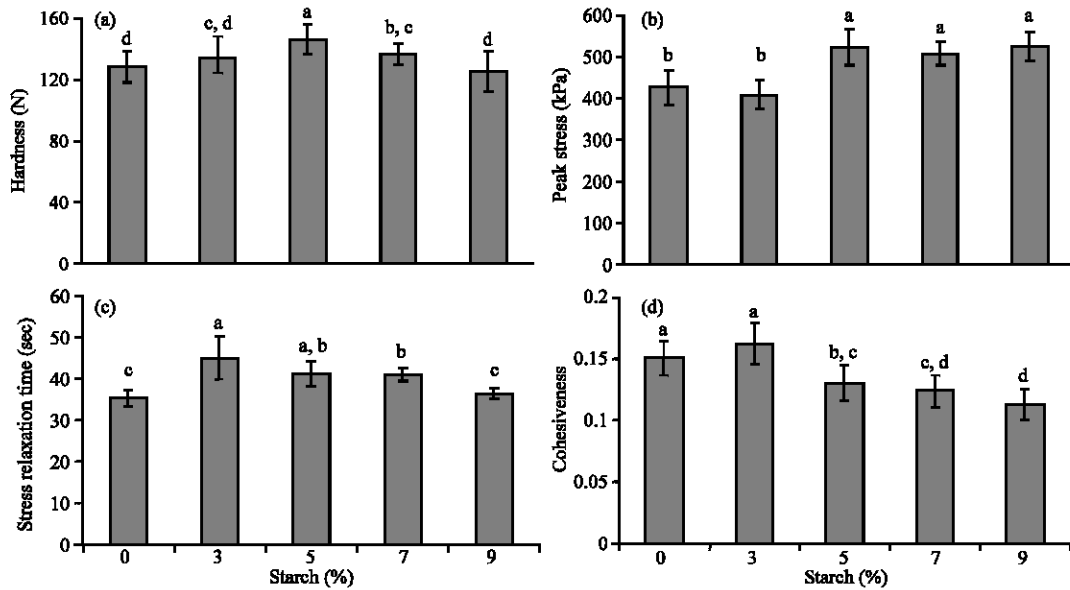 (a)
Hardness (N)
160
120
80
40
0
d
c, d
a
b, c
d
(b)
Peak stress (kPa)
600
500
400
300
200
100
0
b
b
a
a
a
(c)
Stress relaxation time (sec)
60
50
40
30
20
10
0
c
a
a, b
b
c
0 3 5 7 9
Starch (%)
(d)
Cohesiveness
0.2
0.15
0.1
0.05
0
a
a
b, c
c, d
d
0 3 5 7 9
Starch (%)